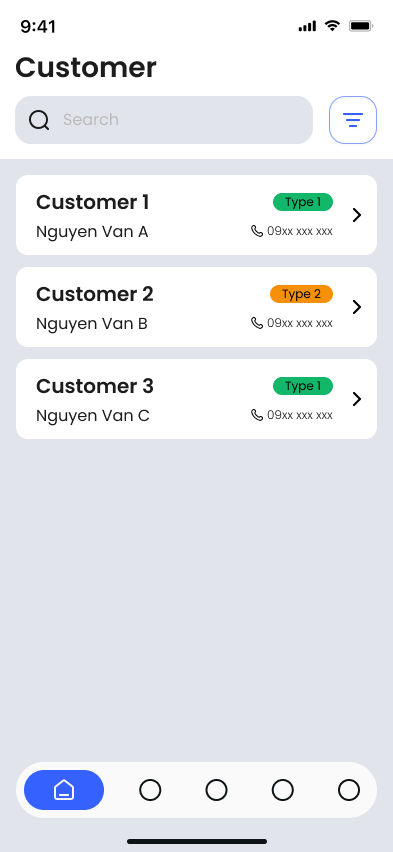 9:41
Customer
Search
Customer 1
Type 1
Nguyen Van A
09xx xxx xxx
Customer 2
Type 2
Nguyen Van B
09xx xxx xxx
Customer 3
Type 1
Nguyen Van C
09xx xxx xxx